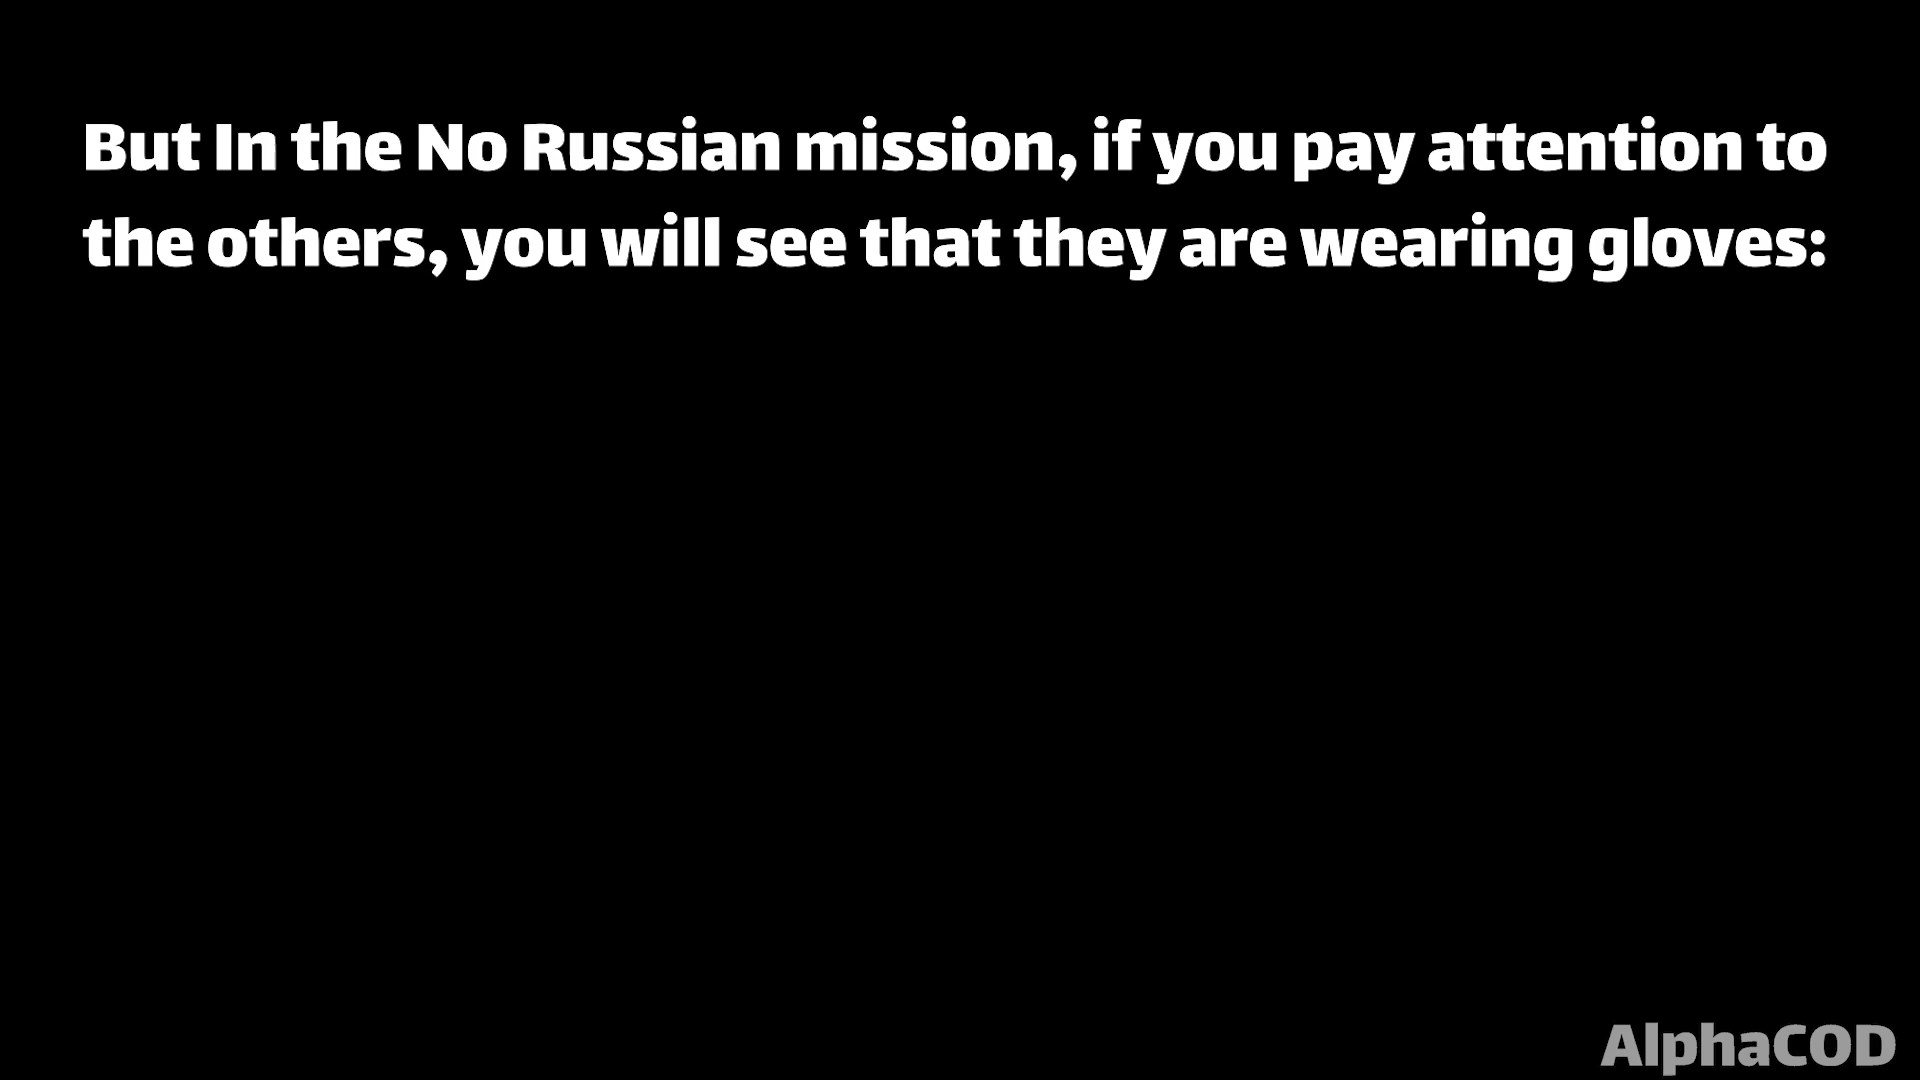 But In the No Russian mission, if you pay attention to
the others, you will see that they are wearing gloves:
AlphaCOD